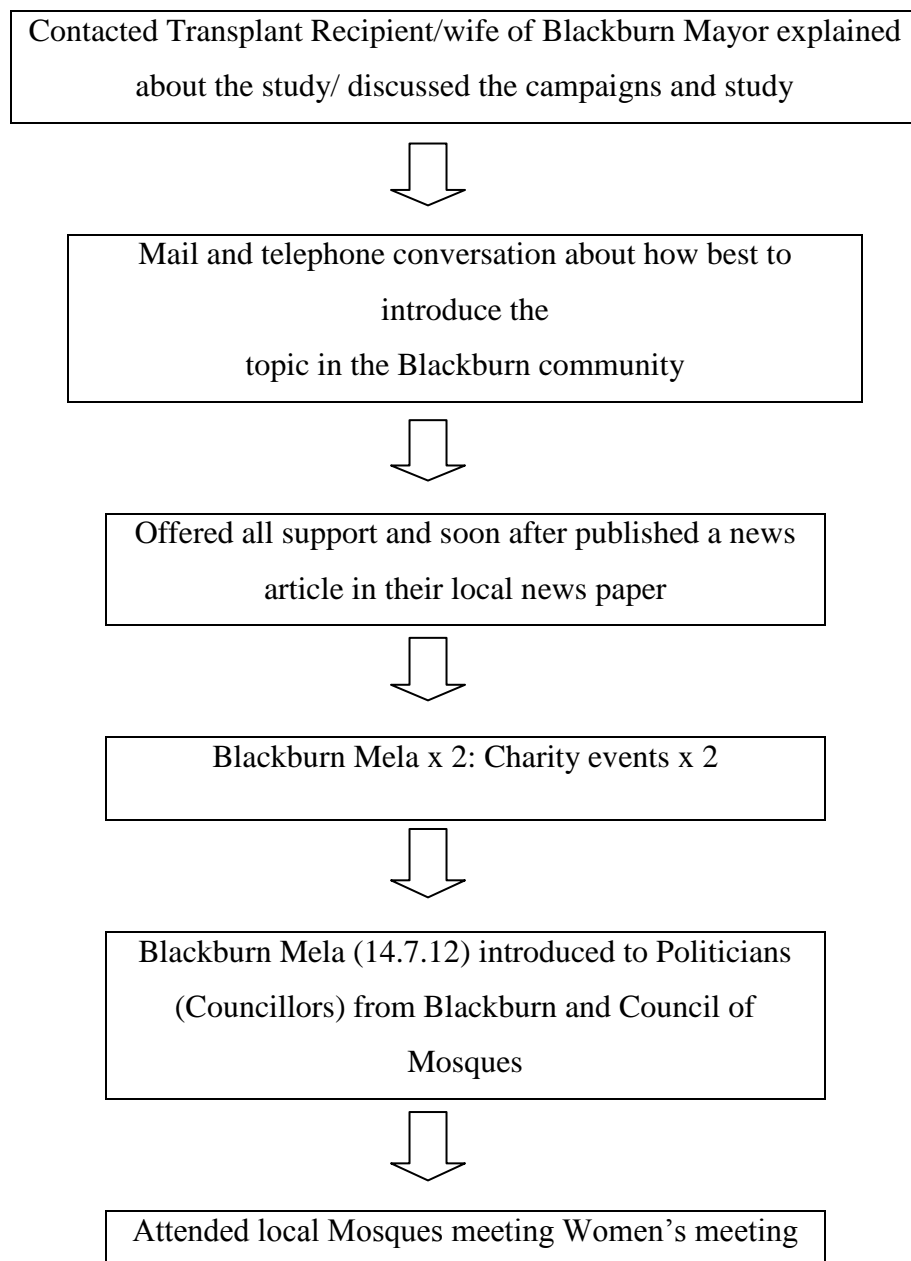 Contacted Transplant Recipient/wife of Blackburn Mayor explained
about the study/ discussed the campaigns and study
Mail and telephone conversation about how best to
introduce the
topic in the Blackburn community
Offered all support and soon after published a news
article in their local news paper
Blackburn Mela x 2: Charity events x 2
Blackburn Mela (14.7.12) introduced to Politicians
(Councillors) from Blackburn and Council of
Mosques
Attended local Mosques meeting Women’s meeting